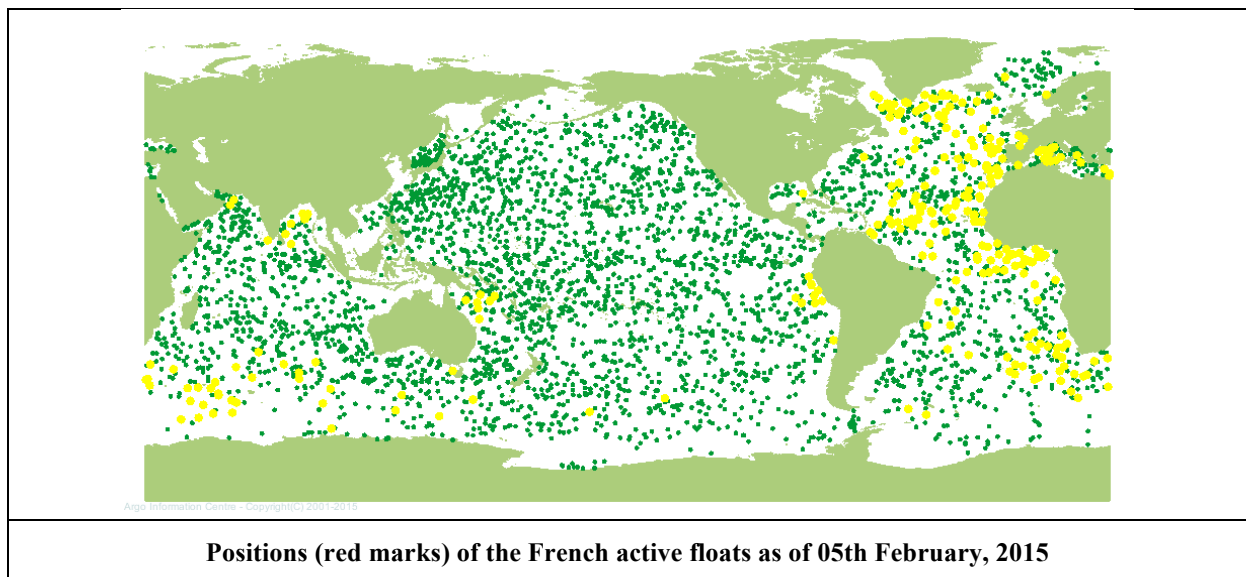 Argo Information Centre - Copyright(C) 2001-2015
Positions (red marks) of the French active floats as of 05th February, 2015